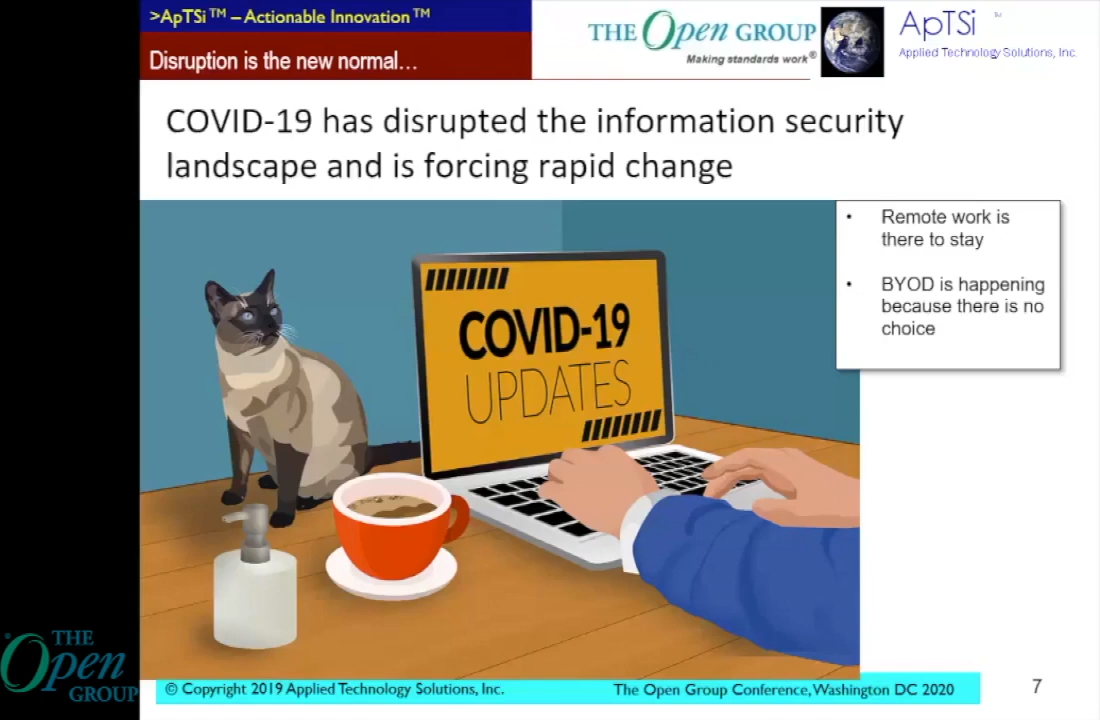 >ApTSi™ – Actionable Innovation™
Disruption is the new normal…
THE Open GROUP
Making standards work®
ApTSi ™
Applied Technology Solutions, Inc.
COVID-19 has disrupted the information security
landscape and is forcing rapid change
• Remote work is
there to stay
• BYOD is happening
because there is no
choice
COVID-19
UPDATES
THE
Open
GROUP
© Copyright 2019 Applied Technology Solutions, Inc.
The Open Group Conference, Washington DC 2020
7